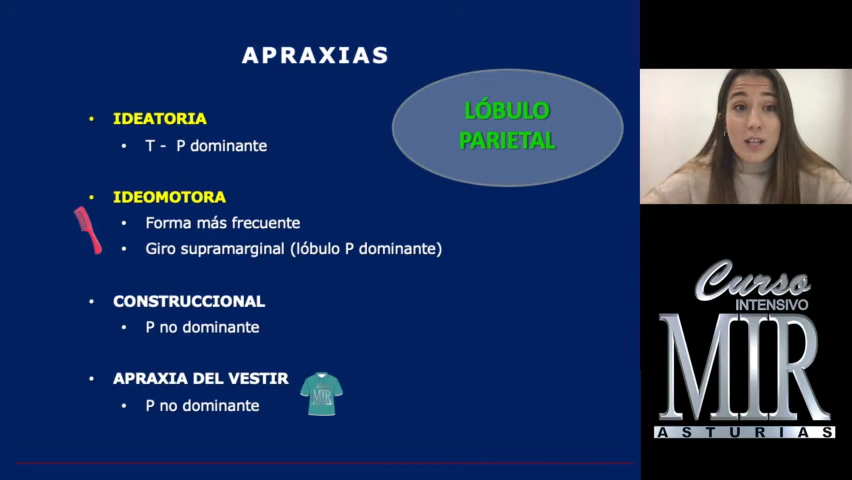 APRAXIAS
LÓBULO
PARIETAL
• IDEATORIA
• T - P dominante
• IDEOMOTORA
• Forma más frecuente
• Giro supramarginal (lóbulo P dominante)
• CONSTRUCCIONAL
• P no dominante
• APRAXIA DEL VESTIR
• P no dominante
MIR
Curso
INTENSIVO
MIR
ASTURIAS